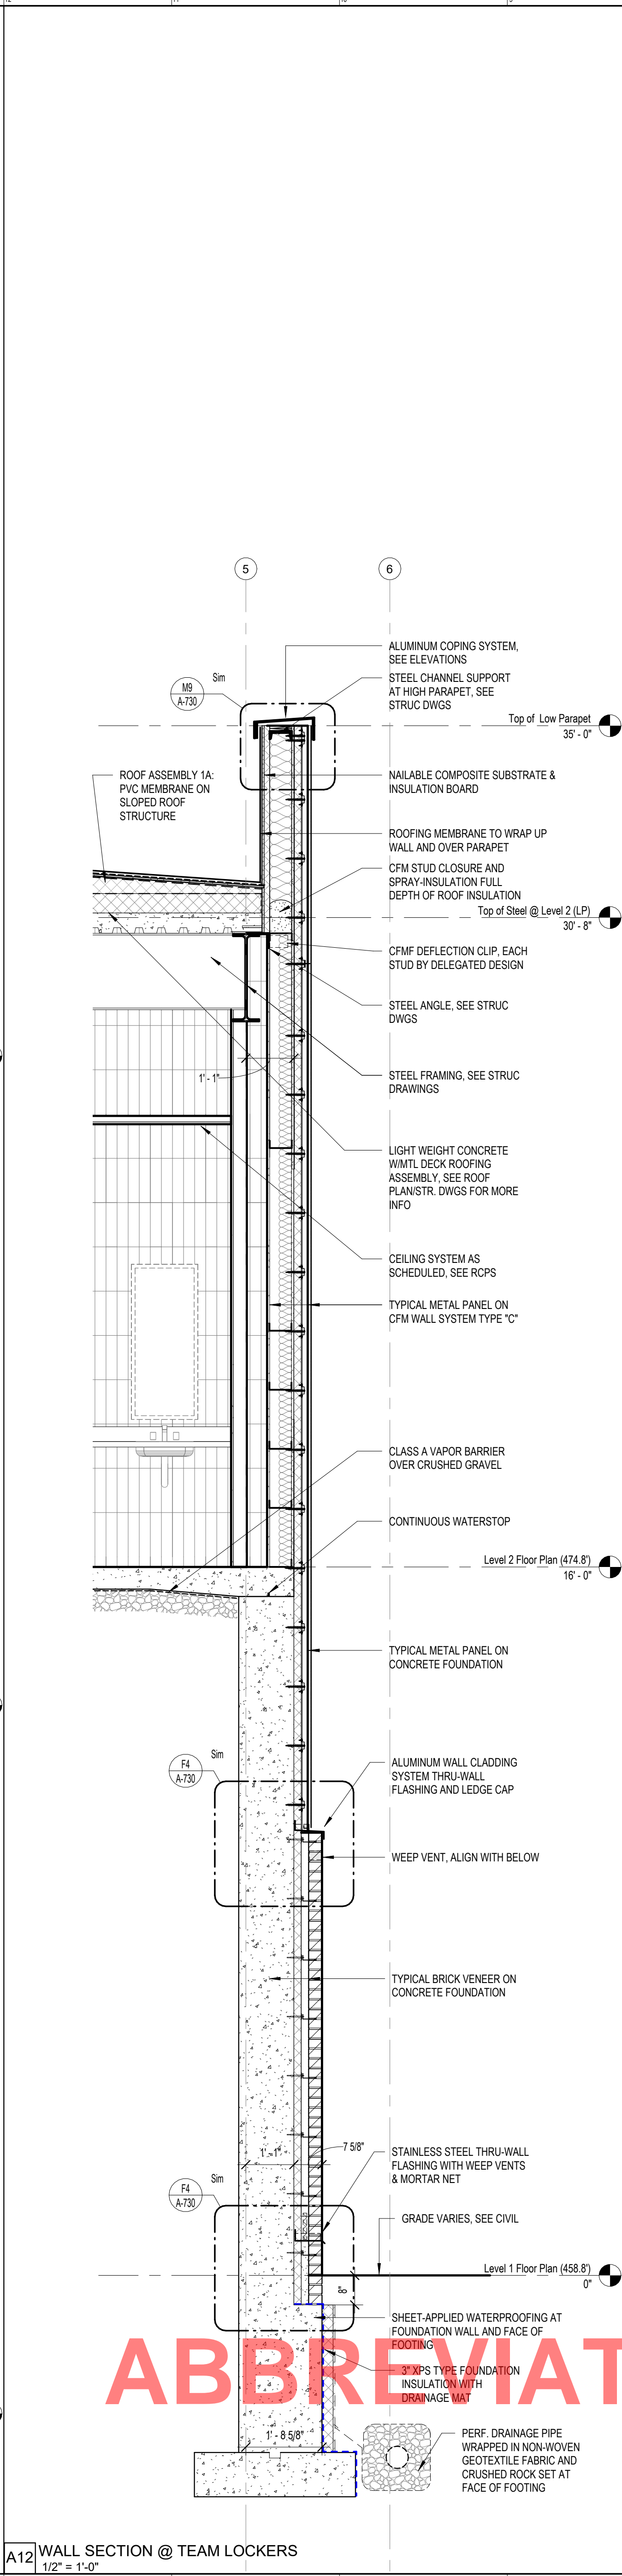 12
11
10
9
5
6
ALUMINUM COPING SYSTEM,
SEE ELEVATIONS
Sim
M9
A-730
STEEL CHANNEL SUPPORT
AT HIGH PARAPET, SEE
STRUC DWGS
Top of Low Parapet
35' - 0"
ROOF ASSEMBLY 1A:
PVC MEMBRANE ON
SLOPED ROOF
STRUCTURE
NAILABLE COMPOSITE SUBSTRATE &
INSULATION BOARD
ROOFING MEMBRANE TO WRAP UP
WALL AND OVER PARAPET
CFM STUD CLOSURE AND
SPRAY-INSULATION FULL
DEPTH OF ROOF INSULATION
Top of Steel @ Level 2 (LP)
30' - 8"
CFMF DEFLECTION CLIP, EACH
STUD BY DELEGATED DESIGN
STEEL ANGLE, SEE STRUC
DWGS
STEEL FRAMING, SEE STRUC
DRAWINGS
1' - 1"
LIGHT WEIGHT CONCRETE
W/MTL DECK ROOFING
ASSEMBLY, SEE ROOF
PLAN/STR. DWGS FOR MORE
INFO
CEILING SYSTEM AS
SCHEDULED, SEE RCPS
TYPICAL METAL PANEL ON
CFM WALL SYSTEM TYPE "C"
CLASS A VAPOR BARRIER
OVER CRUSHED GRAVEL
CONTINUOUS WATERSTOP
Level 2 Floor Plan (474.8')
16' - 0"
TYPICAL METAL PANEL ON
CONCRETE FOUNDATION
Sim
F4
A-730
ALUMINUM WALL CLADDING
SYSTEM THRU-WALL
FLASHING AND LEDGE CAP
WEEP VENT, ALIGN WITH BELOW
TYPICAL BRICK VENEER ON
CONCRETE FOUNDATION
1' - 1"
7 5/8"
STAINLESS STEEL THRU-WALL
FLASHING WITH WEEP VENTS
& MORTAR NET
Sim
F4
A-730
GRADE VARIES, SEE CIVIL
Level 1 Floor Plan (458.8')
0"
8"
SHEET-APPLIED WATERPROOFING AT
FOUNDATION WALL AND FACE OF
FOOTING
ABBREVIAT
3" XPS TYPE FOUNDATION
INSULATION WITH
DRAINAGE MAT
1' - 8 5/8"
PERF. DRAINAGE PIPE
WRAPPED IN NON-WOVEN
GEOTEXTILE FABRIC AND
CRUSHED ROCK SET AT
FACE OF FOOTING
A12 WALL SECTION @ TEAM LOCKERS
1/2" = 1'-0"